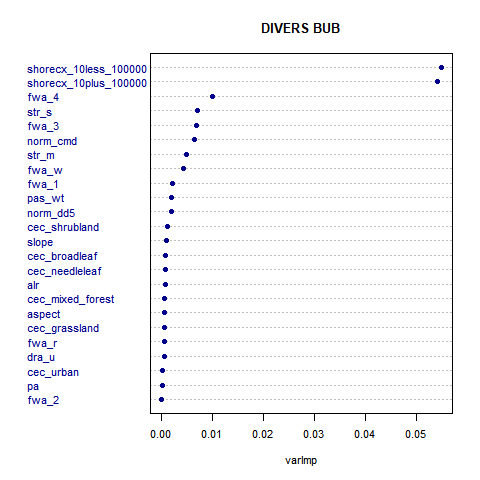 DIVERS BUB
shorecx_10less_100000
shorecx_10plus_100000
fwa_4
str_s
fwa_3
norm_cmd
str_m
fwa_w
fwa_1
pas_wt
norm_dd5
cec_shrubland
slope
cec_broadleaf
cec_needleleaf
alr
cec_mixed_forest
aspect
cec_grassland
fwa_r
dra_u
cec_urban
pa
fwa_2
0.00 0.01 0.02 0.03 0.04 0.05
varImp